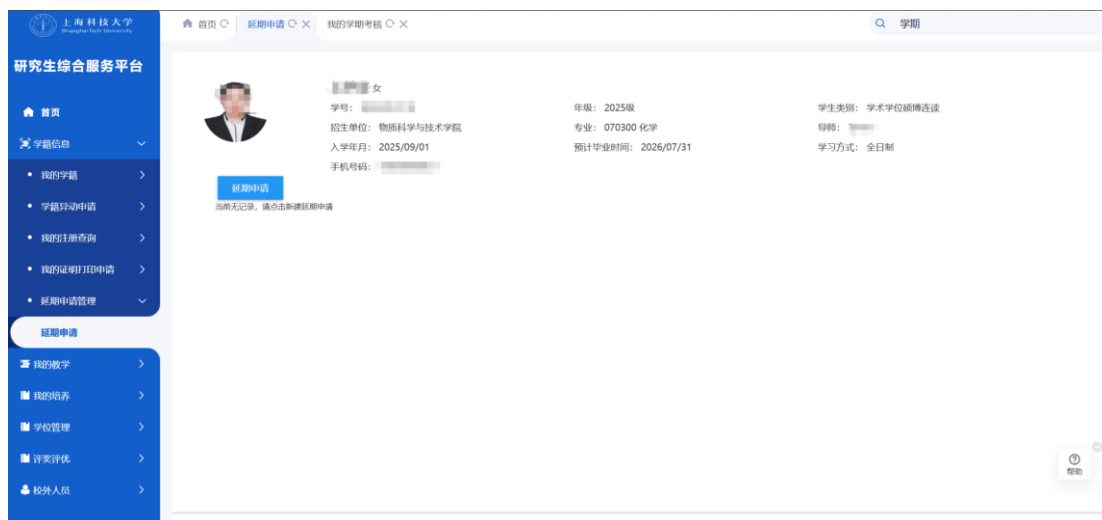 上海科技大学
ShanghaiTech University
首页
延期申请
我的学期考核
学期
研究生综合服务平台
首页
学籍信息
我的学籍
学籍异动申请
我的注册查询
我的证明打印申请
延期申请管理
延期申请
我的教学
我的培养
学位管理
评奖评优
校外人员
女
学号：
年级： 2025级
学生类别： 学术学位硕博连读
招生单位： 物质科学与技术学院
专业： 070300 化学
导师：
入学年月： 2025/09/01
预计毕业时间： 2026/07/31
学习方式： 全日制
手机号码：
延期申请
当前无记录，请点击新建延期申请
帮助